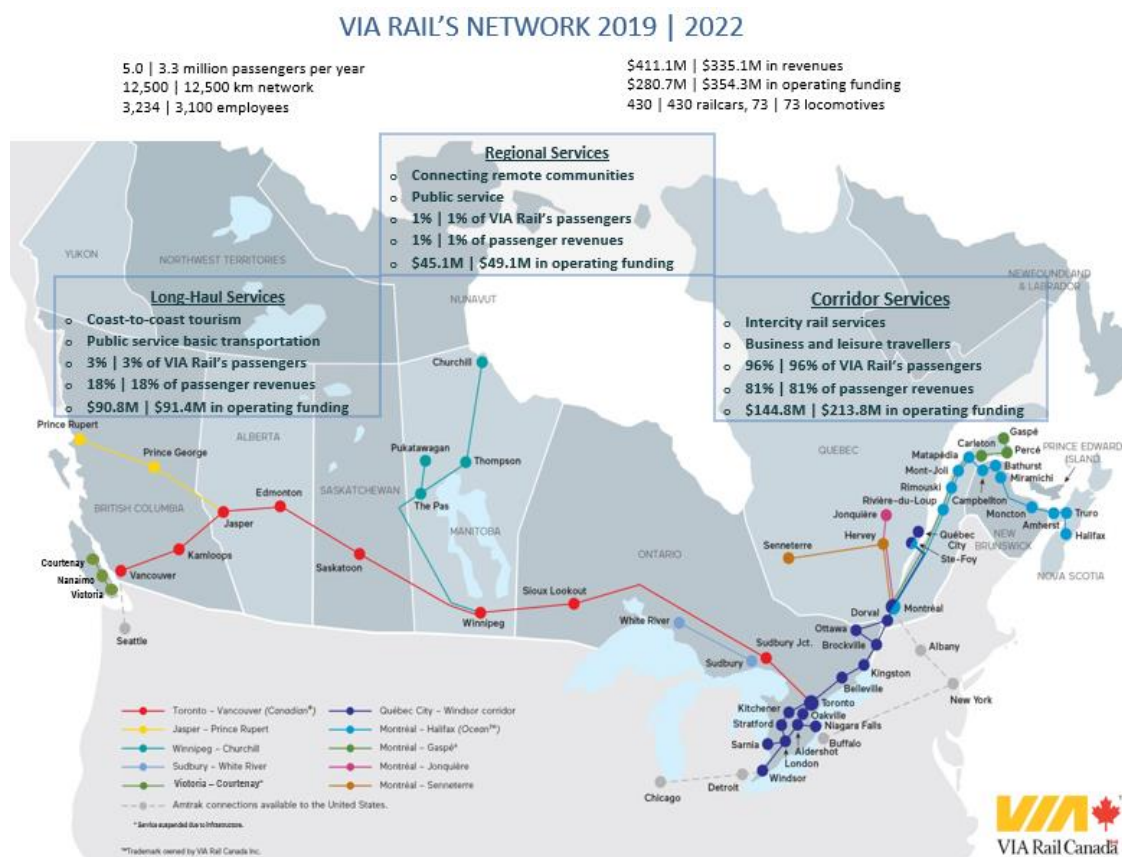 VIA RAIL'S NETWORK 2019 | 2022
5.0 | 3.3 million passengers per year
12,500 | 12,500 km network
3,234 | 3,100 employees
$411.1M | $335.1M in revenues
$280.7M | $354.3M in operating funding
430 | 430 railcars, 73 | 73 locomotives
Regional Services
o Connecting remote communities
o Public service
o 1% | 1% of VIA Rail's passengers
o 1% | 1% of passenger revenues
o $45.1M | $49.1M in operating funding
Long-Haul Services
o Coast-to-coast tourism
o Public service basic transportation
o 3% | 3% of VIA Rail's passengers
o 18% | 18% of passenger revenues
o $90.8M | $91.4M in operating funding
Corridor Services
o Intercity rail services
o Business and leisure travellers
o 96% | 96% of VIA Rail's passengers
o 81% | 81% of passenger revenues
o $144.8M | $213.8M in operating funding
YUKON
NORTHWEST TERRITORIES
NUNAVUT
NEWFOUNDLAND
& LABRADOR
BRITISH COLUMBIA
ALBERTA
SASKATCHEWAN
MANITOBA
ONTARIO
QUEBEC
PRINCE EDWARD
ISLAND
NEW
BRUNSWICK
NOVA SCOTIA
Prince Rupert
Prince George
Edmonton
Jasper
Kamloops
Vancouver
Courtenay
Nanaimo
Victoria
Seattle
Saskatoon
Churchill
Pukatawagan
Thompson
The Pas
Winnipeg
Sioux Lookout
White River
Sudbury
Sudbury Jct.
Senneterre
Jonquière
Hervey
Gaspé
Carleton
Percé
Matapédia
Bathurst
Mont-Joli
Miramichi
Rimouski
Rivière-du-Loup
Campbellton
Moncton
Amherst
Truro
Halifax
Québec
City
Ste-Foy
Dorval
Montréal
Ottawa
Brockville
Kingston
Belleville
Toronto
Oakville
Kitchener
Stratford
Niagara Falls
Sarnia
Aldershot
London
Windsor
Buffalo
Albany
New York
Detroit
Chicago
Toronto – Vancouver (Canadian®)
Jasper – Prince Rupert
Winnipeg – Churchill
Sudbury – White River
Victoria – Courtenay*
Québec City – Windsor corridor
Montréal – Halifax (Ocean™)
Montréal – Gaspé*
Montréal – Jonquière
Montréal – Senneterre
Amtrak connections available to the United States.
* Service suspended due to infrastructure.
™Trademark owned by VIA Rail Canada Inc.
VIA
VIA Rail Canada